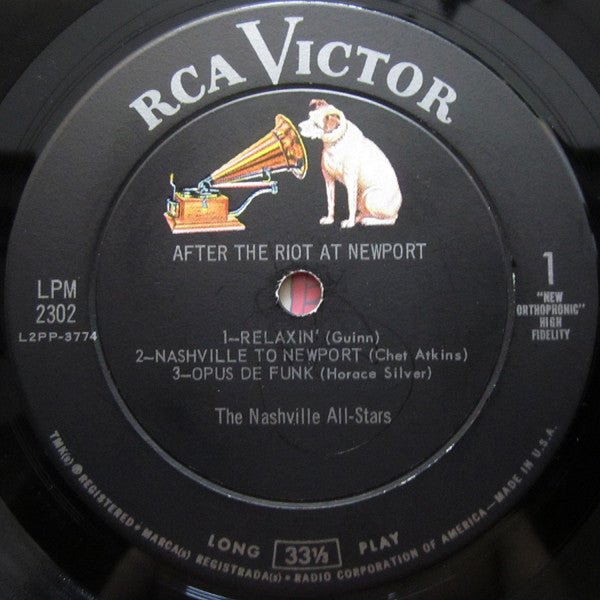 RCA VICTOR
AFTER THE RIOT AT NEWPORT
LPM
2302
L2PP-3774
1
"NEW
ORTHOPHONIC"
HIGH
FIDELITY
1—RELAXIN' (Guinn)
2—NASHVILLE TO NEWPORT (Chet Atkins)
3—OPUS DE FUNK (Horace Silver)
The Nashville All-Stars
LONG 33⅓ PLAY
TMK(s) ® REGISTERED • MARCA(s) REGISTRADA(s) • RADIO CORPORATION OF AMERICA—MADE IN U.S.A.